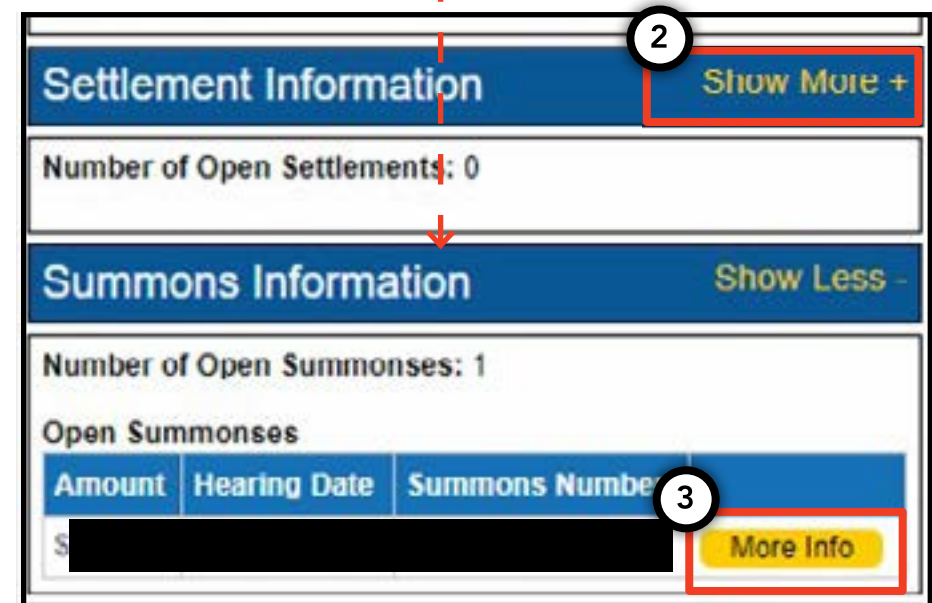 2
Settlement Information Show More +
Number of Open Settlements: 0
Summons Information Show Less -
Number of Open Summonses: 1
Open Summonses
Amount Hearing Date Summons Number
3
$ More Info